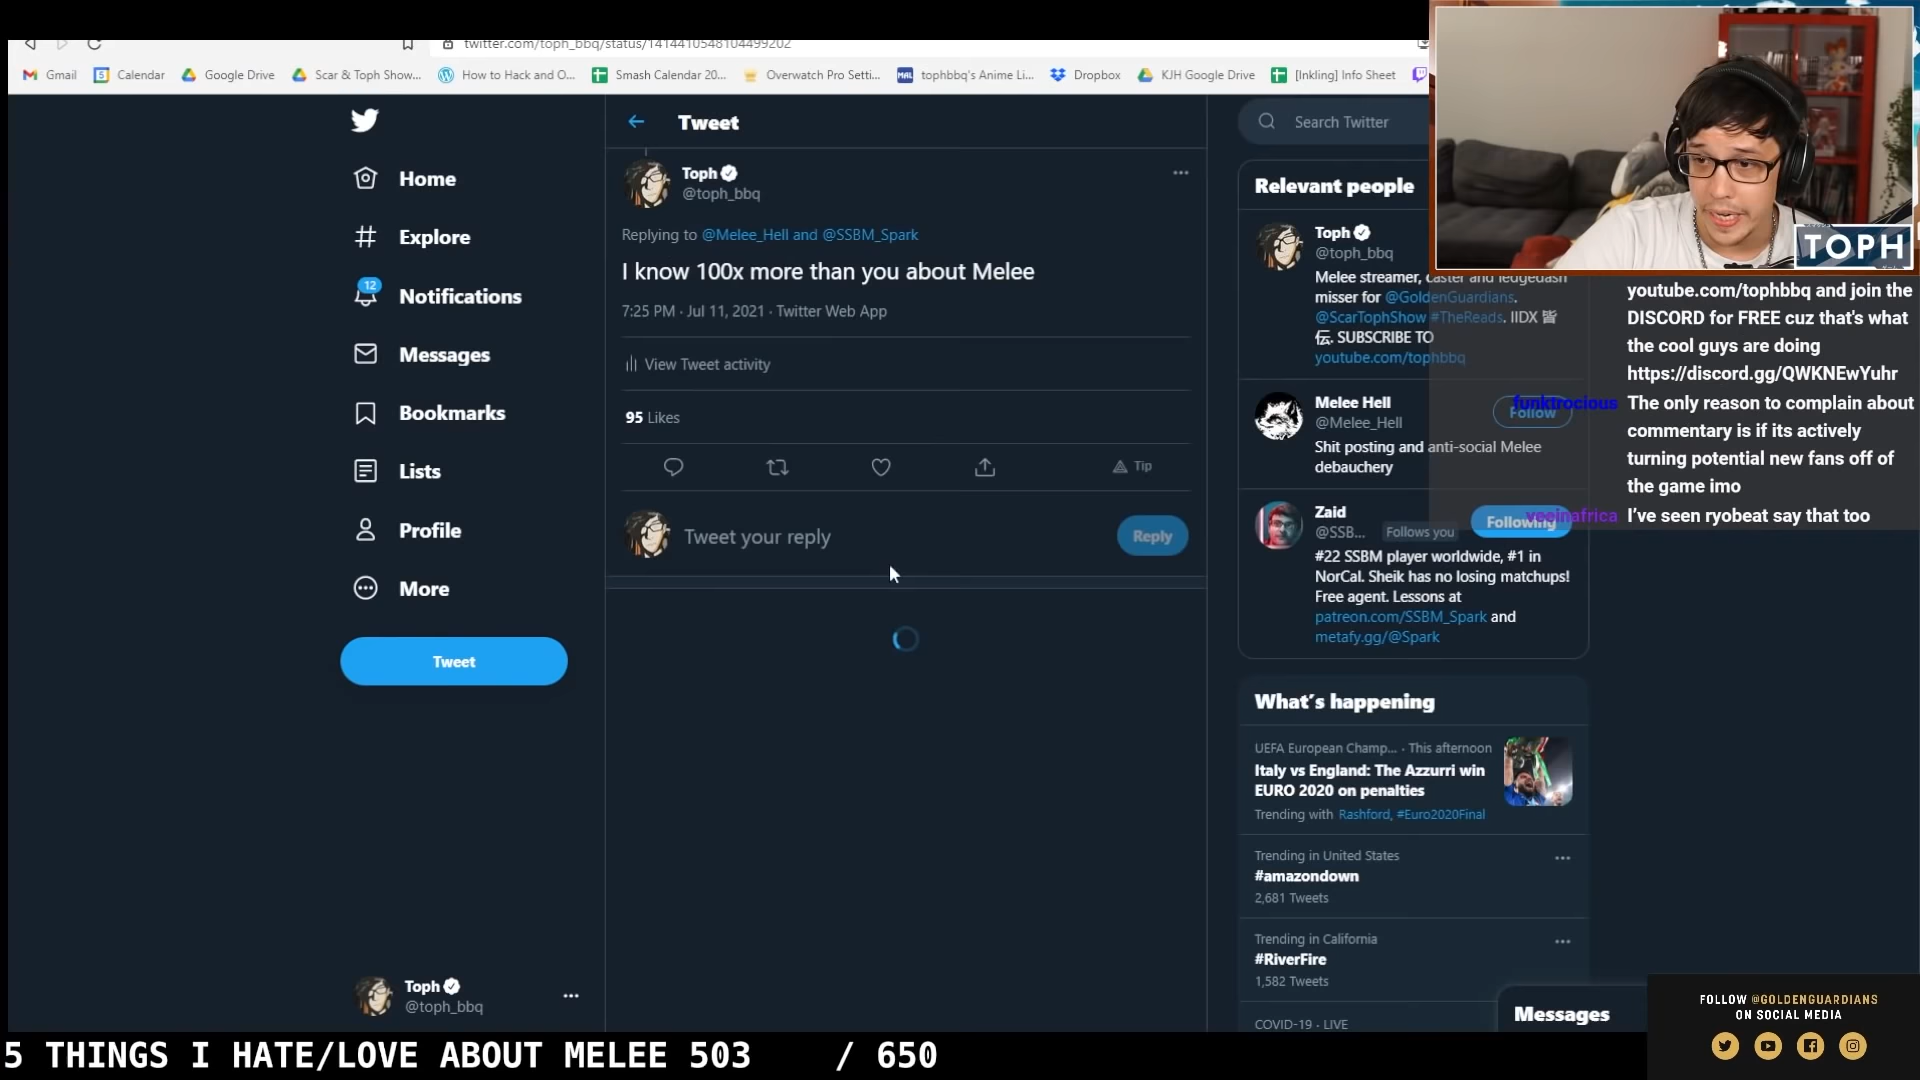 twitter.com/toph_bbq/status/1414410548104499202
Gmail
Calendar
Google Drive
Scar & Toph Show...
How to Hack and O...
Smash Calendar 20...
Overwatch Pro Setti...
tophbbq's Anime Li...
Dropbox
KJH Google Drive
[Inkling] Info Sheet
Home
Explore
12
Notifications
Messages
Bookmarks
Lists
Profile
More
Tweet
Toph
@toph_bbq
Tweet
Toph
@toph_bbq
Replying to @Melee_Hell and @SSBM_Spark
I know 100x more than you about Melee
7:25 PM · Jul 11, 2021 · Twitter Web App
View Tweet activity
95 Likes
Tip
Tweet your reply
Reply
Search Twitter
Relevant people
Toph
@toph_bbq
Melee streamer, caster and ledgedash
misser for @GoldenGuardians.
@ScarTophShow #TheReads. IIDX 皆
伝. SUBSCRIBE TO
youtube.com/tophbbq
Melee Hell
@Melee_Hell
Follow
Shit posting and anti-social Melee
debauchery
Zaid
@SSB... Follows you
Following
#22 SSBM player worldwide, #1 in
NorCal. Sheik has no losing matchups!
Free agent. Lessons at
patreon.com/SSBM_Spark and
metafy.gg/@Spark
What's happening
UEFA European Champ... · This afternoon
Italy vs England: The Azzurri win
EURO 2020 on penalties
Trending with Rashford, #Euro2020Final
Trending in United States
#amazondown
2,681 Tweets
Trending in California
#RiverFire
1,582 Tweets
COVID-19 · LIVE
Messages
TOPH
youtube.com/tophbbq and join the
DISCORD for FREE cuz that's what
the cool guys are doing
https://discord.gg/QWKNEwYuhr
funktrocious The only reason to complain about
commentary is if its actively
turning potential new fans off of
the game imo
veeinafrica I've seen ryobeat say that too
FOLLOW @GOLDENGUARDIANS
ON SOCIAL MEDIA
5 THINGS I HATE/LOVE ABOUT MELEE 503 / 650